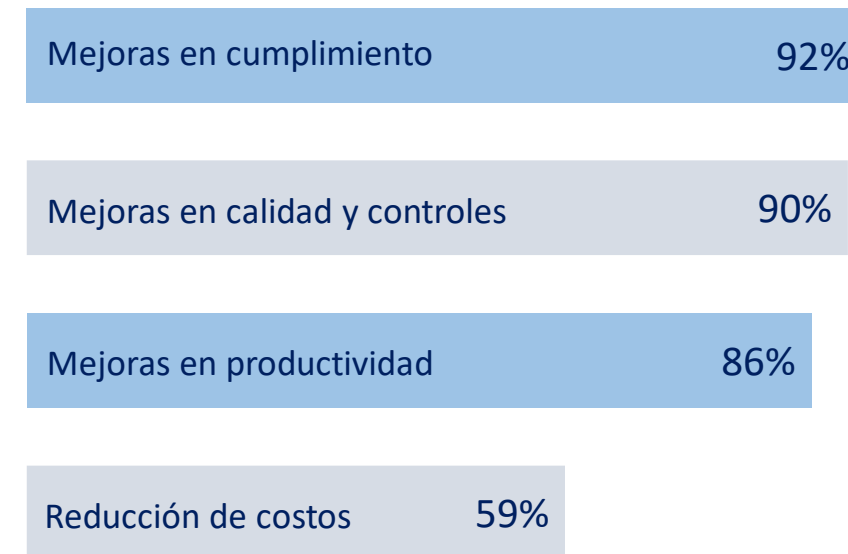 Mejoras en cumplimiento 92%
Mejoras en calidad y controles 90%
Mejoras en productividad 86%
Reducción de costos 59%